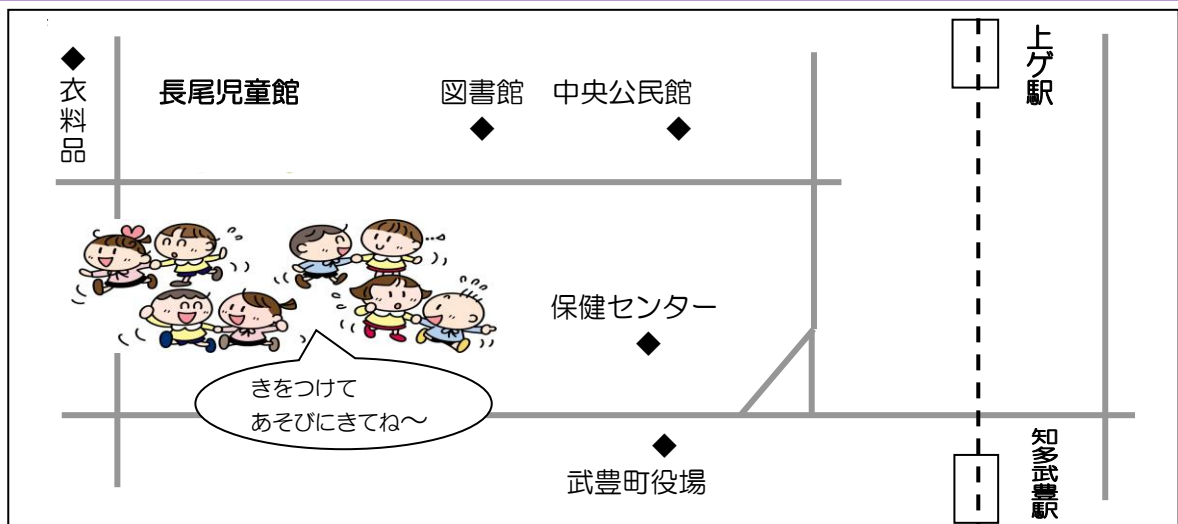 衣料品
長尾児童館
図書館
中央公民館
上ゲ駅
保健センター
きをつけて
あそびにきてね～
武豊町役場
知多武豊駅